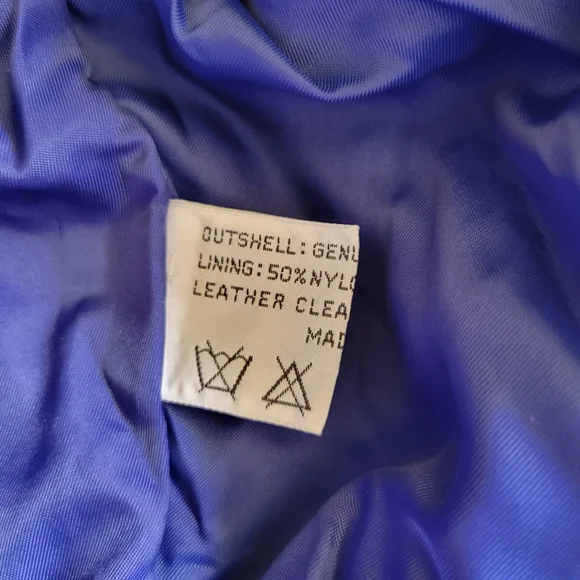 OUTSHELL: GENU
LINING: 50% NYLO
LEATHER CLEA
MAD